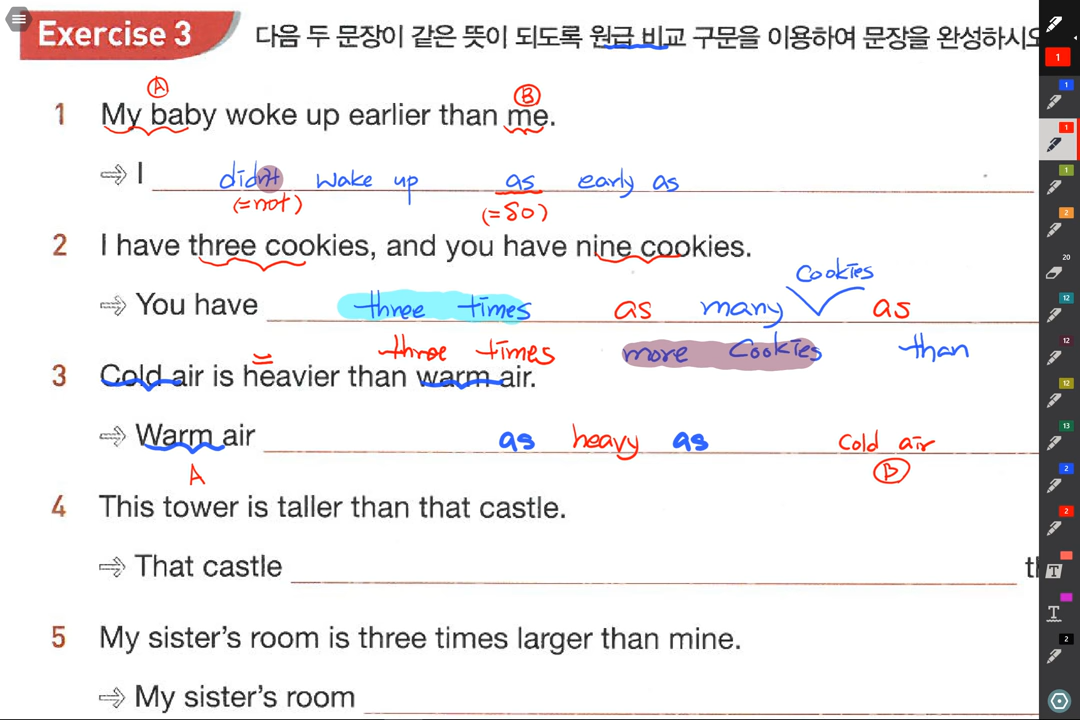 Exercise 3 다음 두 문장이 같은 뜻이 되도록 원급 비교 구문을 이용하여 문장을 완성하시오
A B
1 My baby woke up earlier than me.
⇨ I didn't wake up as early as
(=not) (=so)
2 I have three cookies, and you have nine cookies.
cookies
⇨ You have three times as many as
three times more cookies than
3 Cold air is heavier than warm air.
⇨ Warm air as heavy as cold air
A B
4 This tower is taller than that castle.
⇨ That castle
5 My sister's room is three times larger than mine.
⇨ My sister's room